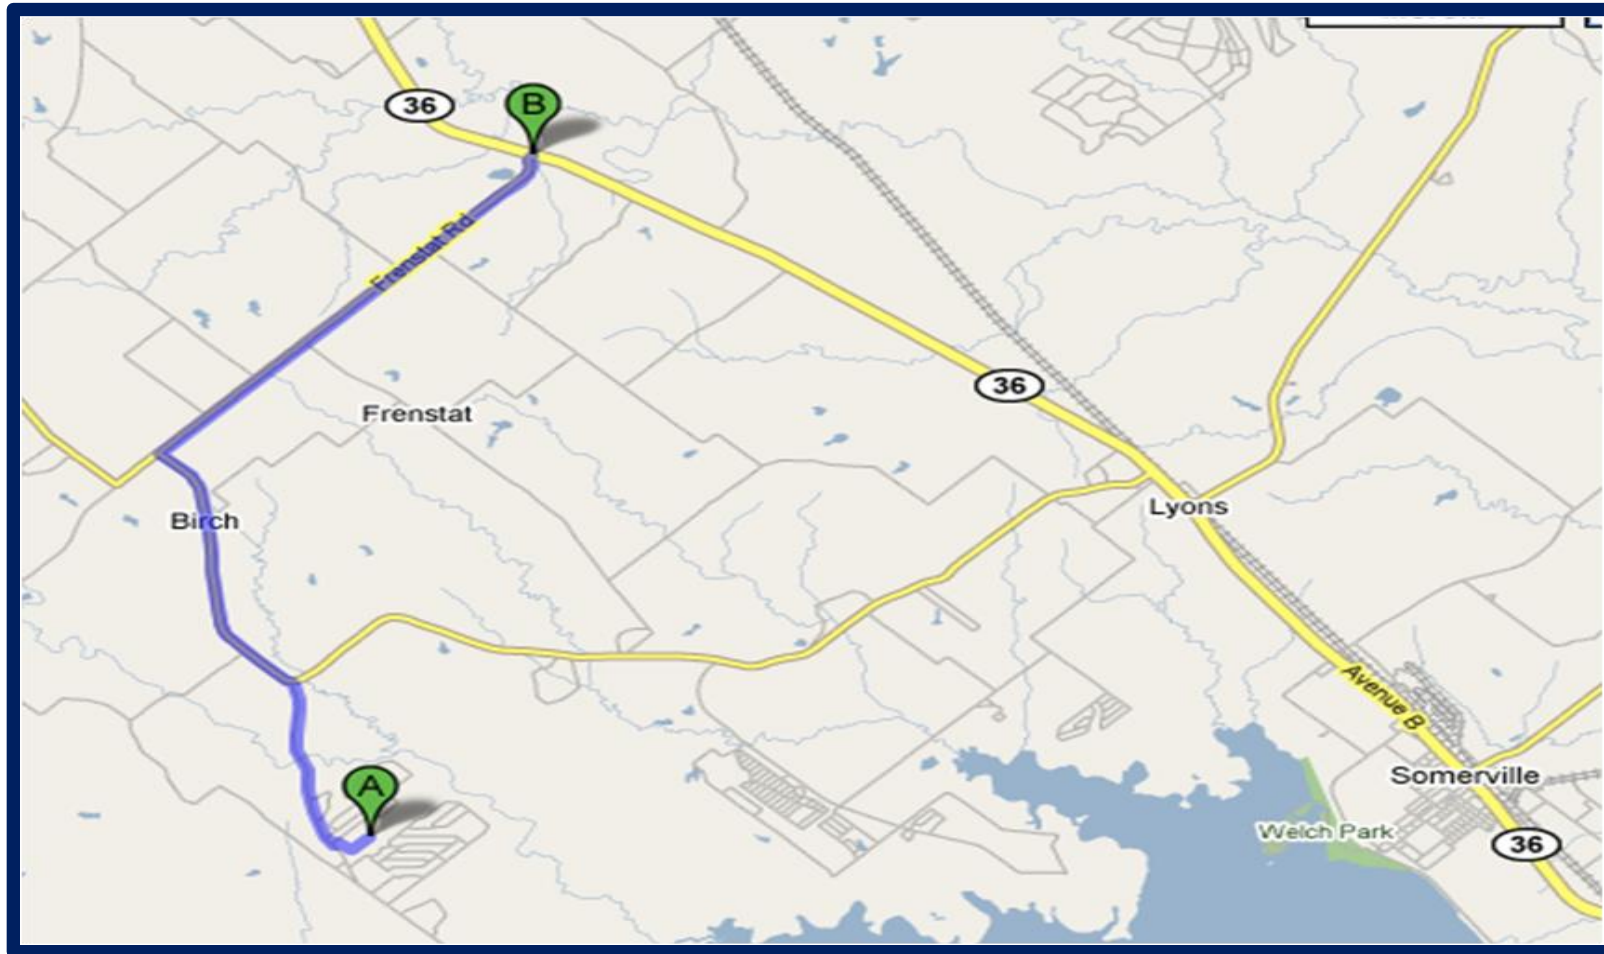 36
B
Frenstat Rd
36
Frenstat
Lyons
Birch
Avenue B
A
Somerville
Welch Park
36